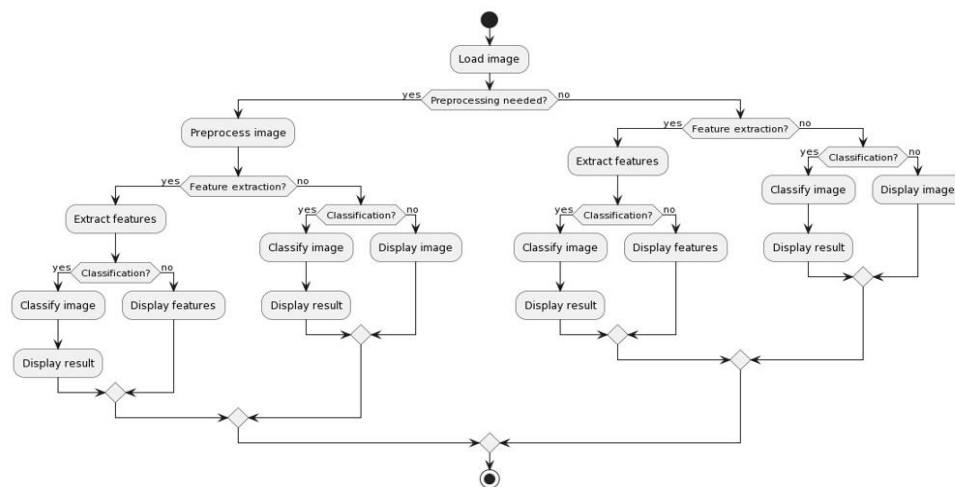 Load image
yes Preprocessing needed? no
Preprocess image
yes Feature extraction? no
Extract features
yes Classification? no
Classify image Display features
Display result
yes Classification? no
Classify image Display image
Display result
yes Feature extraction? no
Extract features
yes Classification? no
Classify image Display features
Display result
yes Classification? no
Classify image Display image
Display result